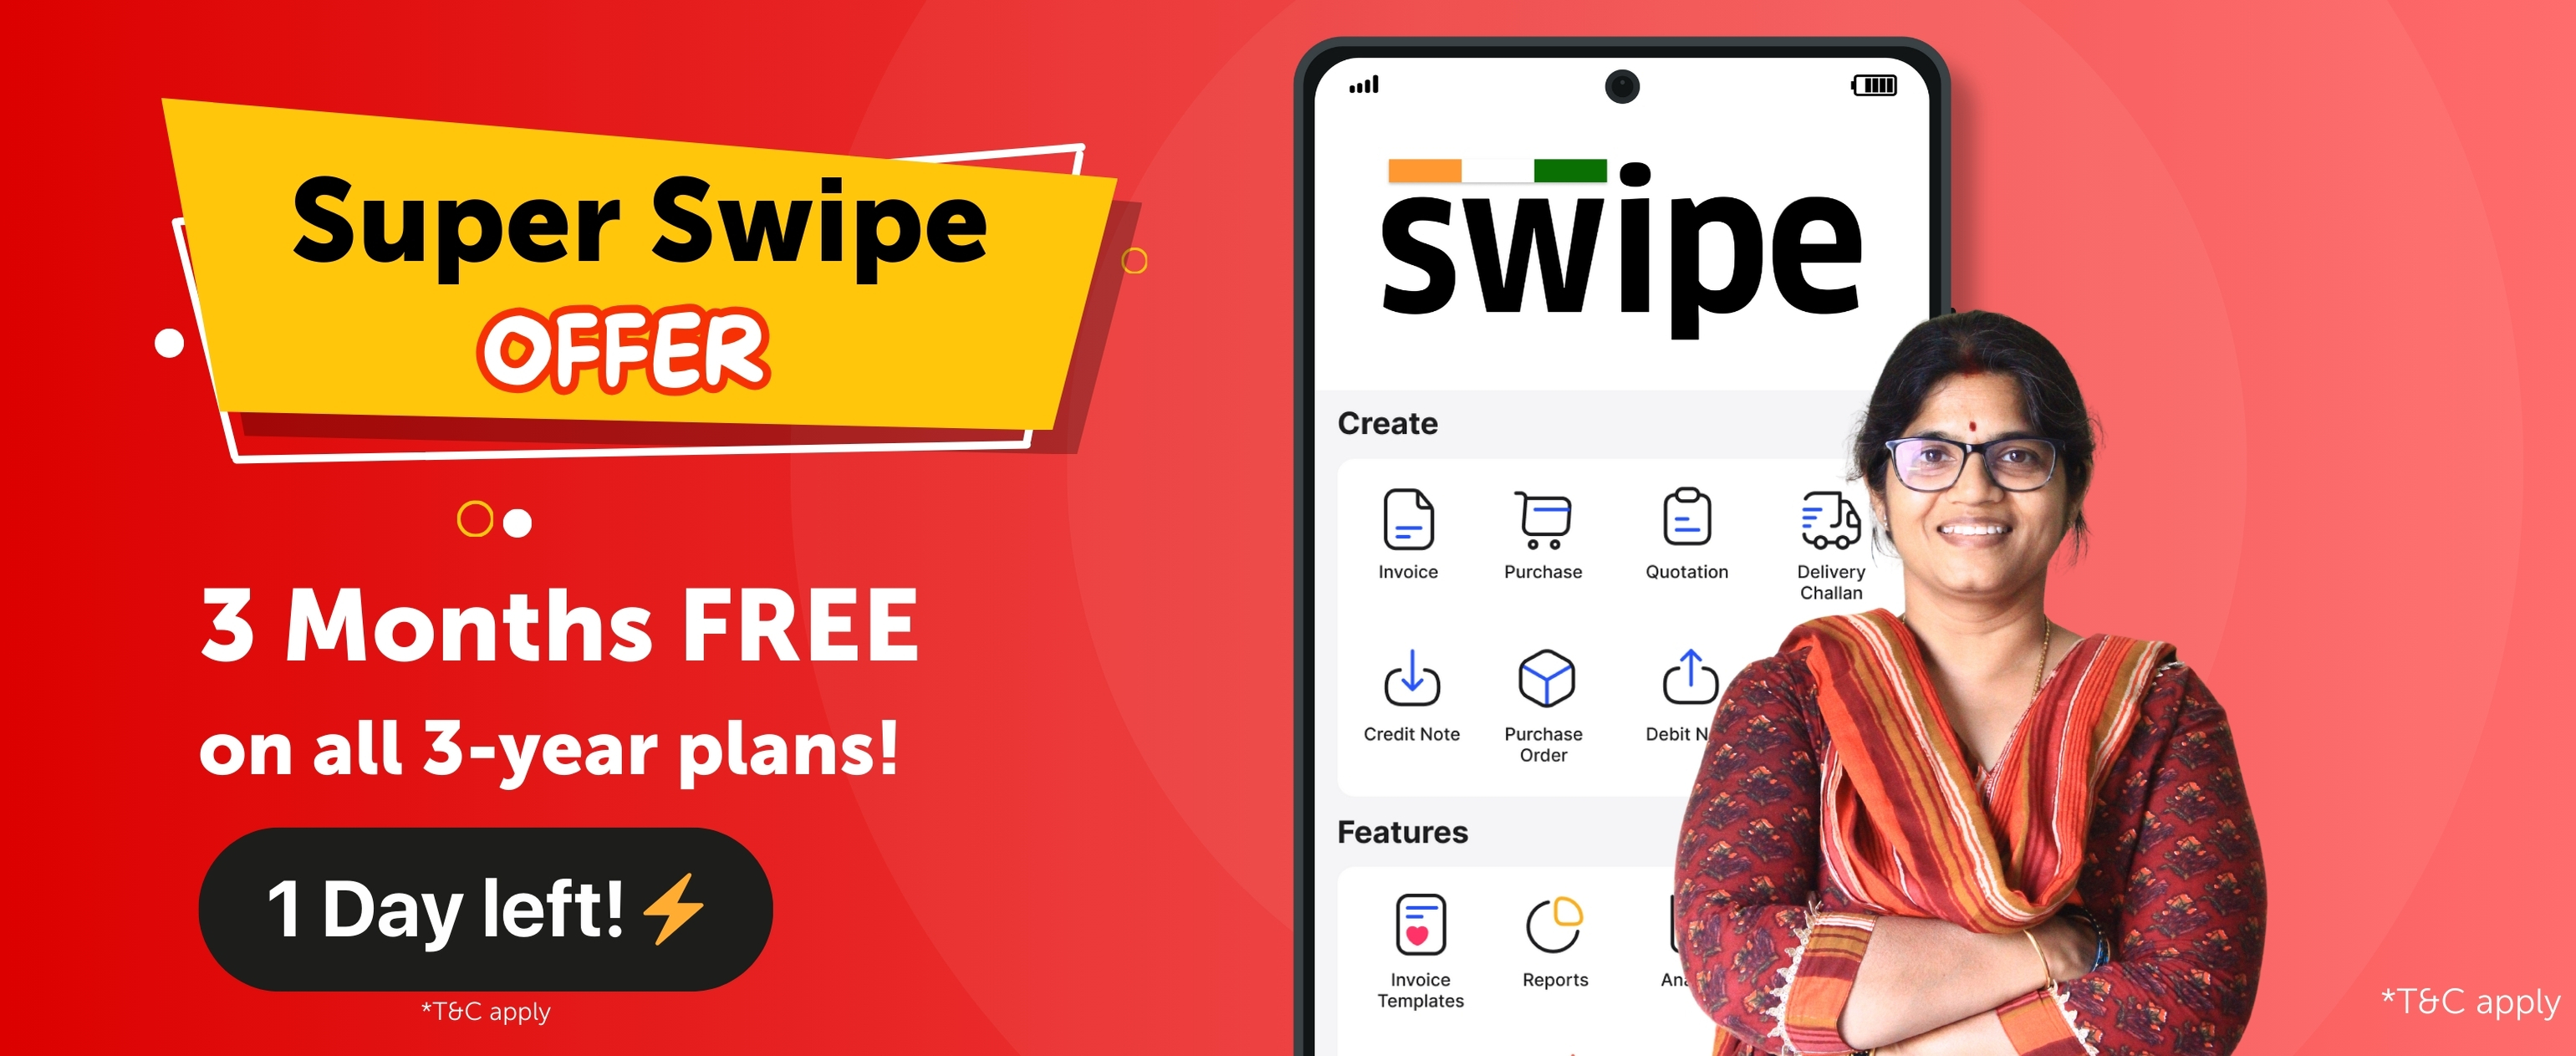 Super Swipe
OFFER
3 Months FREE
on all 3-year plans!
1 Day left!
*T&C apply
swipe
Create
Invoice
Purchase
Quotation
Delivery
Challan
Credit Note
Purchase
Order
Debit
Features
Invoice
Templates
Reports
*T&C apply